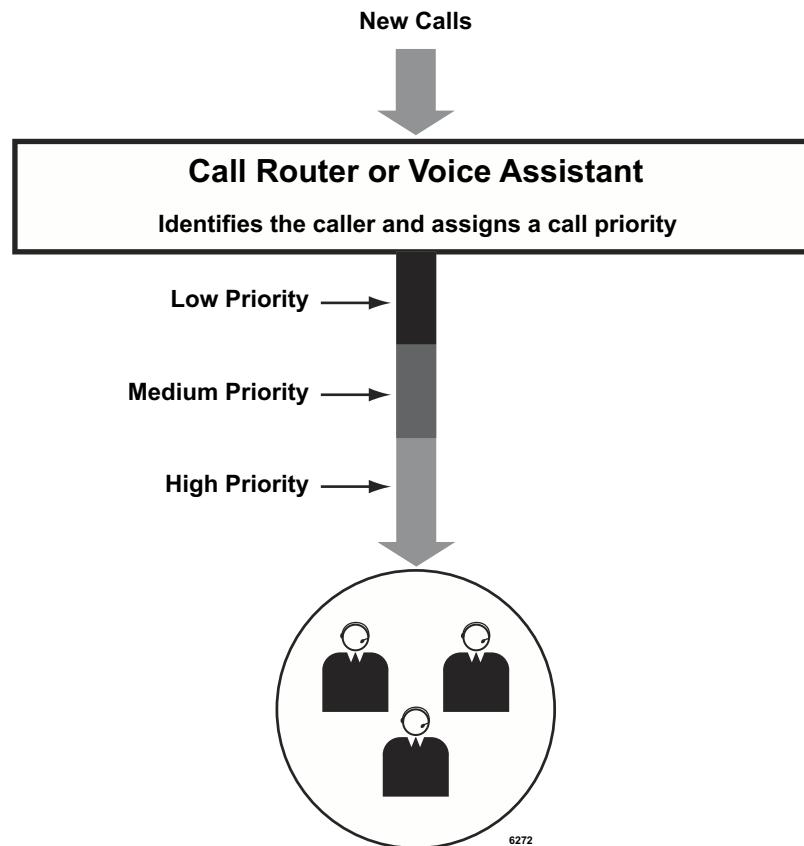 New Calls
Call Router or Voice Assistant
Identifies the caller and assigns a call priority
Low Priority
Medium Priority
High Priority
6272